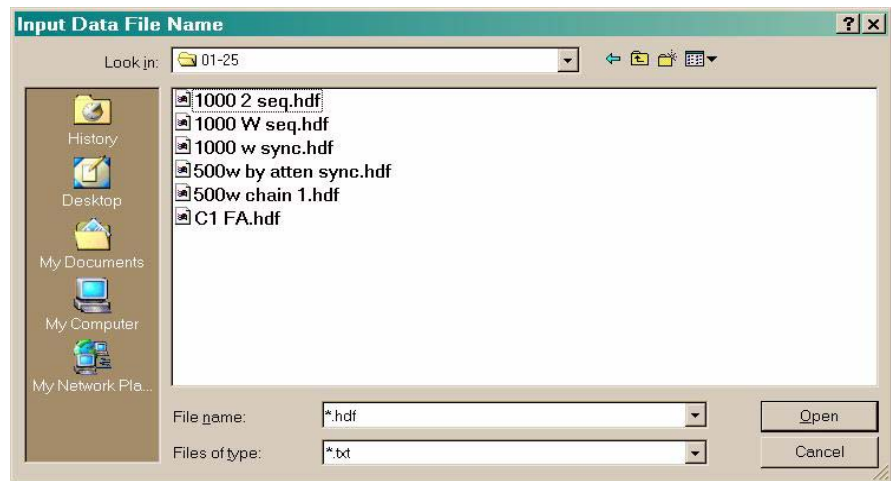 Input Data File Name
Look in: 01-25
1000 2 seq.hdf
1000 W seq.hdf
1000 w sync.hdf
500w by atten sync.hdf
500w chain 1.hdf
C1 FA.hdf
History
Desktop
My Documents
My Computer
My Network Pla...
File name: *.hdf Open
Files of type: *.txt Cancel